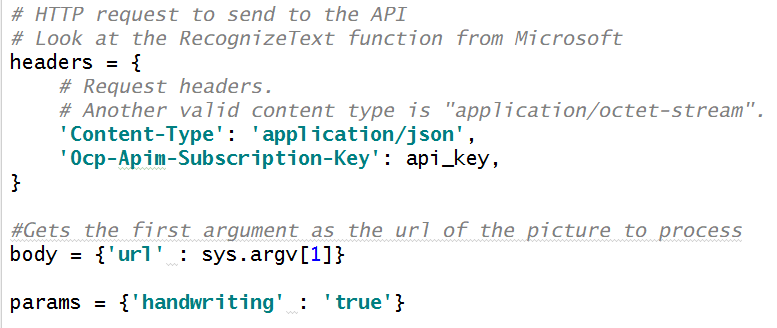 # HTTP request to send to the API
# Look at the RecognizeText function from Microsoft
headers = {
    # Request headers.
    # Another valid content type is "application/octet-stream".
    'Content-Type': 'application/json',
    'Ocp-Apim-Subscription-Key': api_key,
}

#Gets the first argument as the url of the picture to process
body = {'url' : sys.argv[1]}

params = {'handwriting' : 'true'}